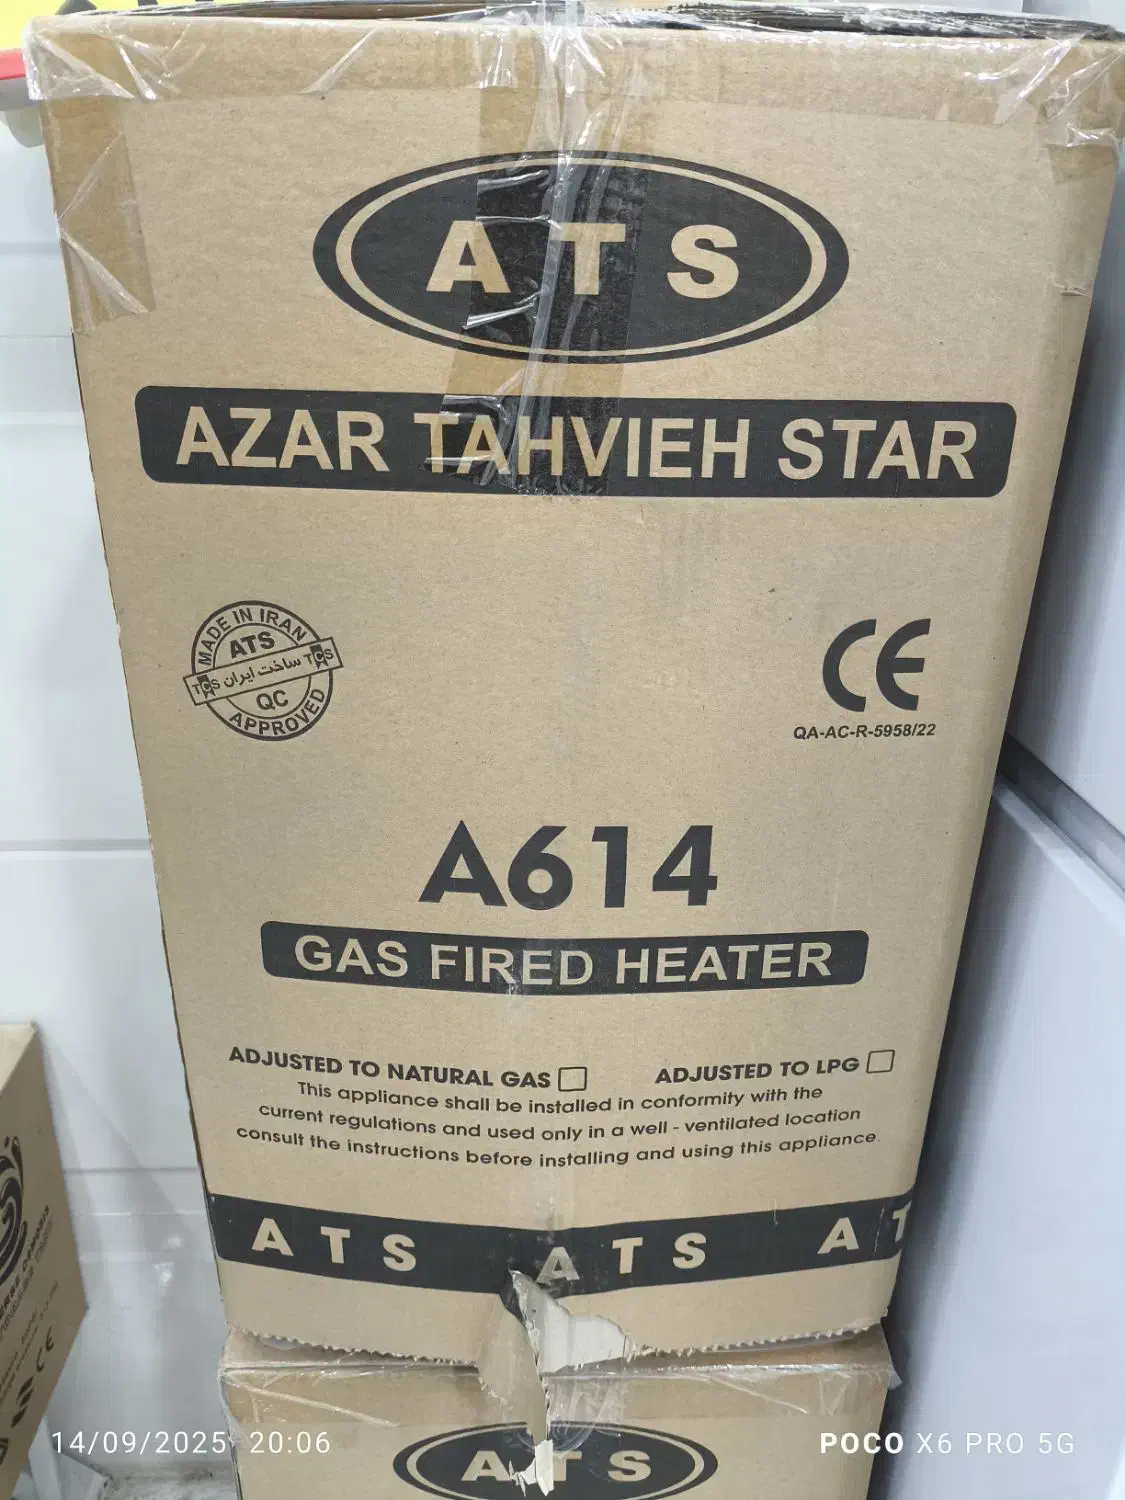 ATS
AZAR TAHVIEH STAR
MADE IN IRAN
ATS
TCS ساخت ایران TCS
QC
APPROVED
CE
QA-AC-R-5958/22
A614
GAS FIRED HEATER
ADJUSTED TO NATURAL GAS ADJUSTED TO LPG
This appliance shall be installed in conformity with the
current regulations and used only in a well - ventilated location
consult the instructions before installing and using this appliance.
ATS ATS AT
ATS
CE
14/09/2025 20:06
POCO X6 PRO 5G